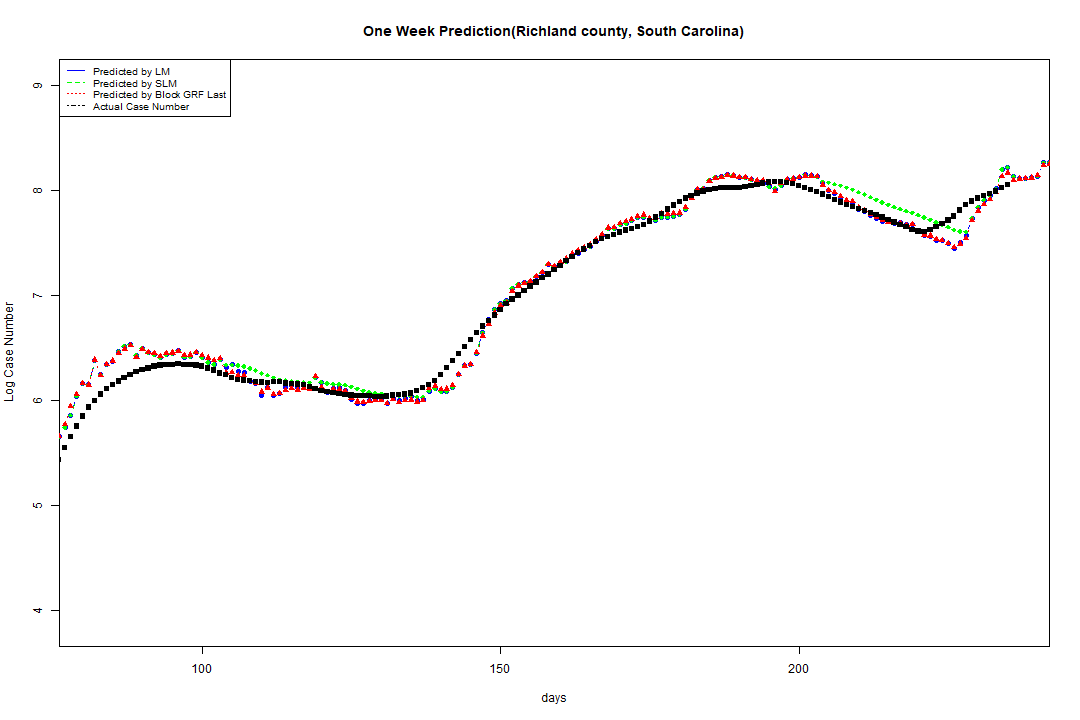 One Week Prediction(Richland county, South Carolina)
Predicted by LM
Predicted by SLM
Predicted by Block GRF Last
Actual Case Number
9
8
7
6
5
4
Log Case Number
100
150
200
days